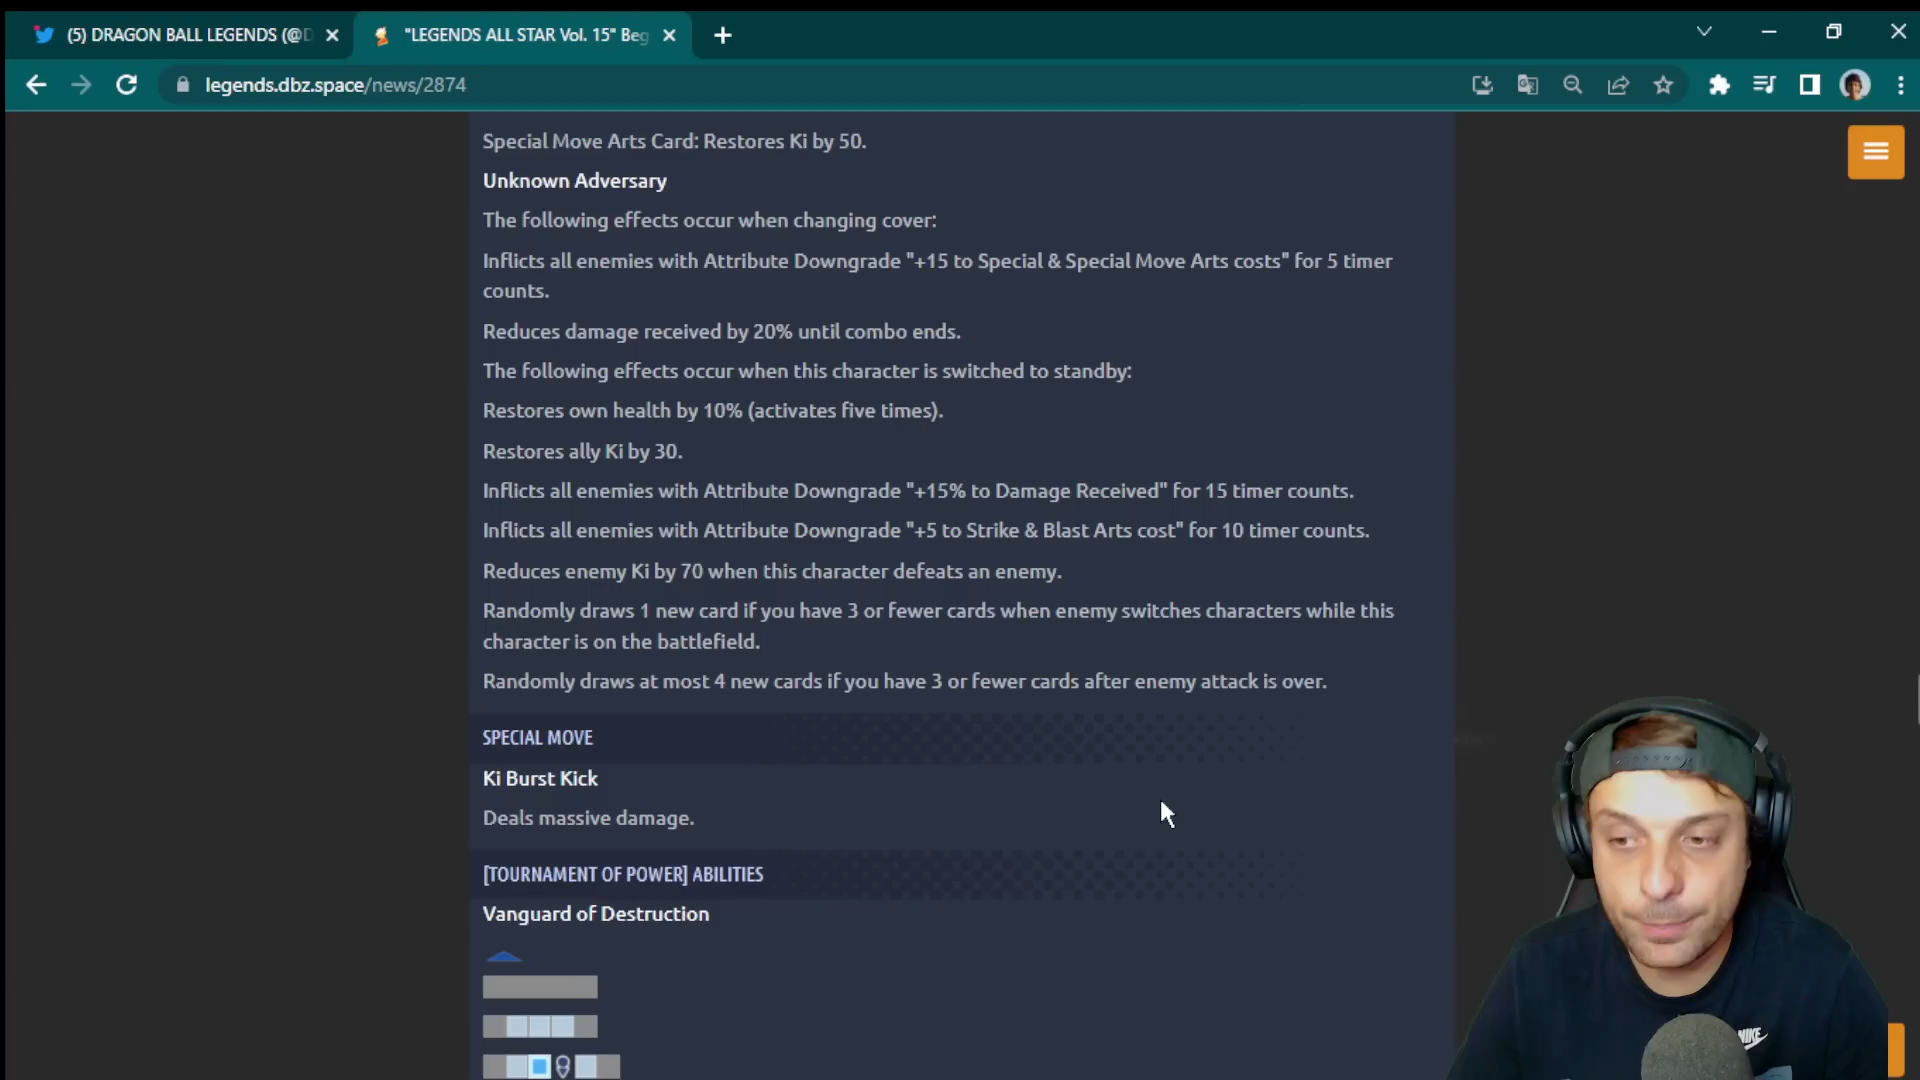 (5) DRAGON BALL LEGENDS (@D
"LEGENDS ALL STAR Vol. 15" Beg
legends.dbz.space/news/2874
Special Move Arts Card: Restores Ki by 50.
Unknown Adversary
The following effects occur when changing cover:
Inflicts all enemies with Attribute Downgrade "+15 to Special & Special Move Arts costs" for 5 timer
counts.
Reduces damage received by 20% until combo ends.
The following effects occur when this character is switched to standby:
Restores own health by 10% (activates five times).
Restores ally Ki by 30.
Inflicts all enemies with Attribute Downgrade "+15% to Damage Received" for 15 timer counts.
Inflicts all enemies with Attribute Downgrade "+5 to Strike & Blast Arts cost" for 10 timer counts.
Reduces enemy Ki by 70 when this character defeats an enemy.
Randomly draws 1 new card if you have 3 or fewer cards when enemy switches characters while this
character is on the battlefield.
Randomly draws at most 4 new cards if you have 3 or fewer cards after enemy attack is over.
SPECIAL MOVE
Ki Burst Kick
Deals massive damage.
[TOURNAMENT OF POWER] ABILITIES
Vanguard of Destruction
NIKE